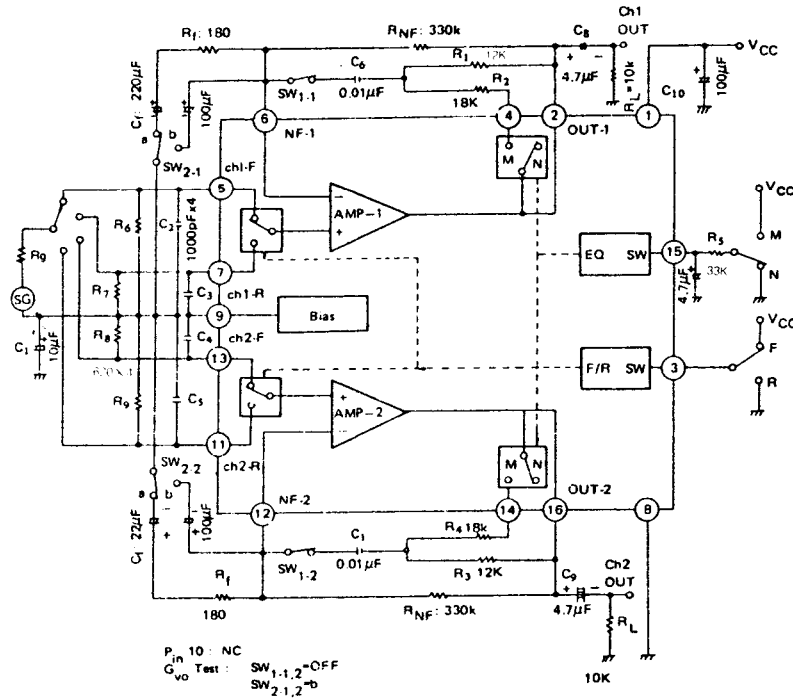 Rf: 180
RNF: 330k
C8
Ch1
OUT
VCC
4.7µF
RL=10k
C10
100µF
R1 12K
C6
0.01µF
R2
18K
SW1-1
Cf: 220µF
100µF
a b
SW2-1
6
NF-1
4
2
OUT-1
1
M N
ch1-F
5
AMP-1
R6
C2
1000pFx4
R9
SG
7
R7
C3
ch1-R
9
Bias
R8
C4
ch2-F
13
C1
10µF
R9
C5
11
ch2-R
AMP-2
EQ SW
15
R5
33K
4.7µF
VCC
M
N
F/R SW
3
VCC
F
R
SW2-2
a b
Cf 22µF
100µF
12
NF-2
M N
14
16
OUT-2
8
C1
0.01µF
SW1-2
R4 18k
R3 12K
Rf
180
RNF: 330k
C9
4.7µF
Ch2
OUT
RL
10K
Pin 10: NC
Gvo Test: SW1-1,2=OFF
SW2-1,2=b